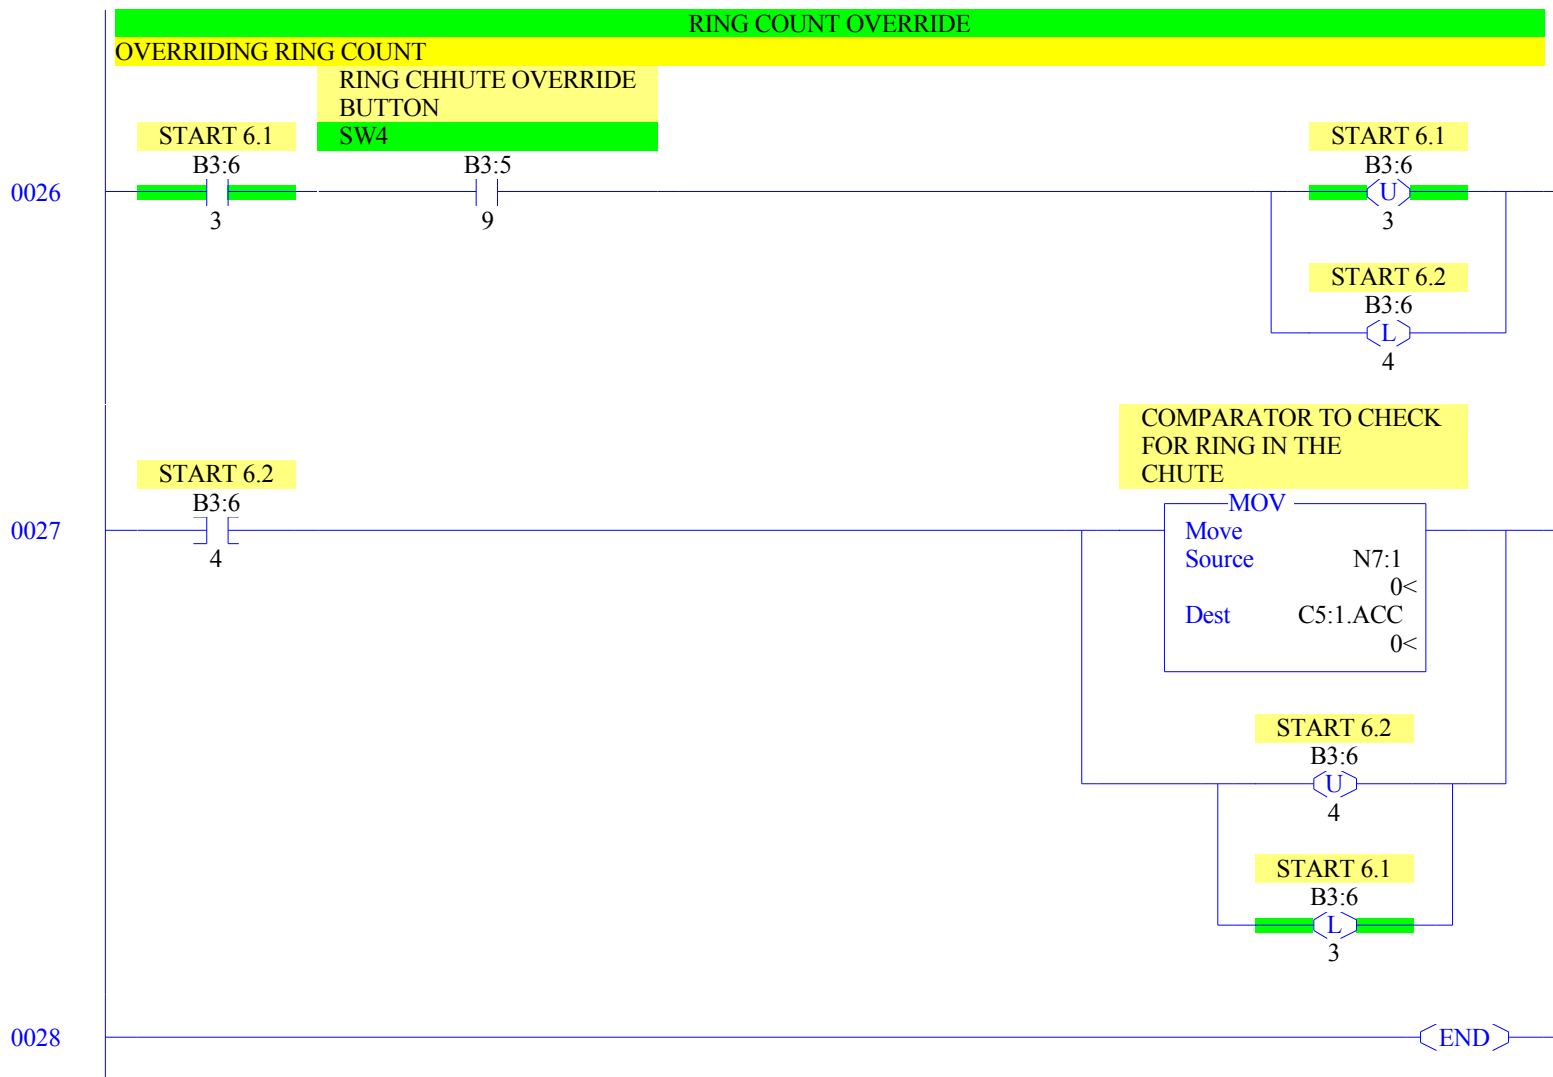 RING COUNT OVERRIDE
OVERRIDING RING COUNT
RING CHHUTE OVERRIDE
BUTTON
START 6.1
SW4
START 6.1
B3:6
B3:5
B3:6
0026
U
3
9
3
START 6.2
B3:6
L
4
COMPARATOR TO CHECK
FOR RING IN THE
CHUTE
START 6.2
B3:6
MOV
0027
Move
4
Source N7:1
0<
Dest C5:1.ACC
0<
START 6.2
B3:6
U
4
START 6.1
B3:6
L
3
0028
END